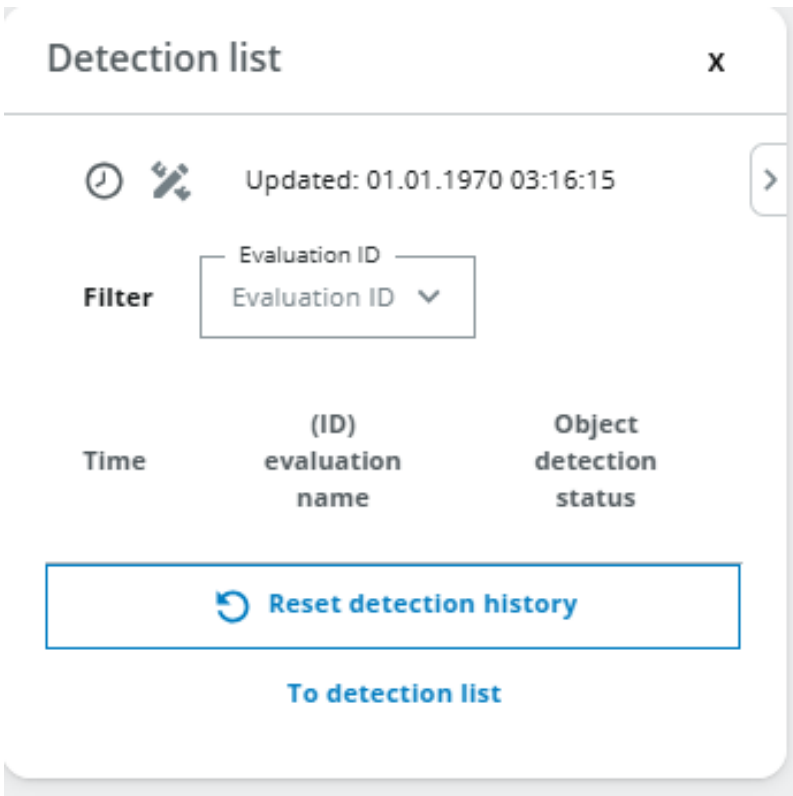 Detection list
x
Updated: 01.01.1970 03:16:15
Evaluation ID
Filter
Evaluation ID
Time
(ID)
evaluation
name
Object
detection
status
Reset detection history
To detection list